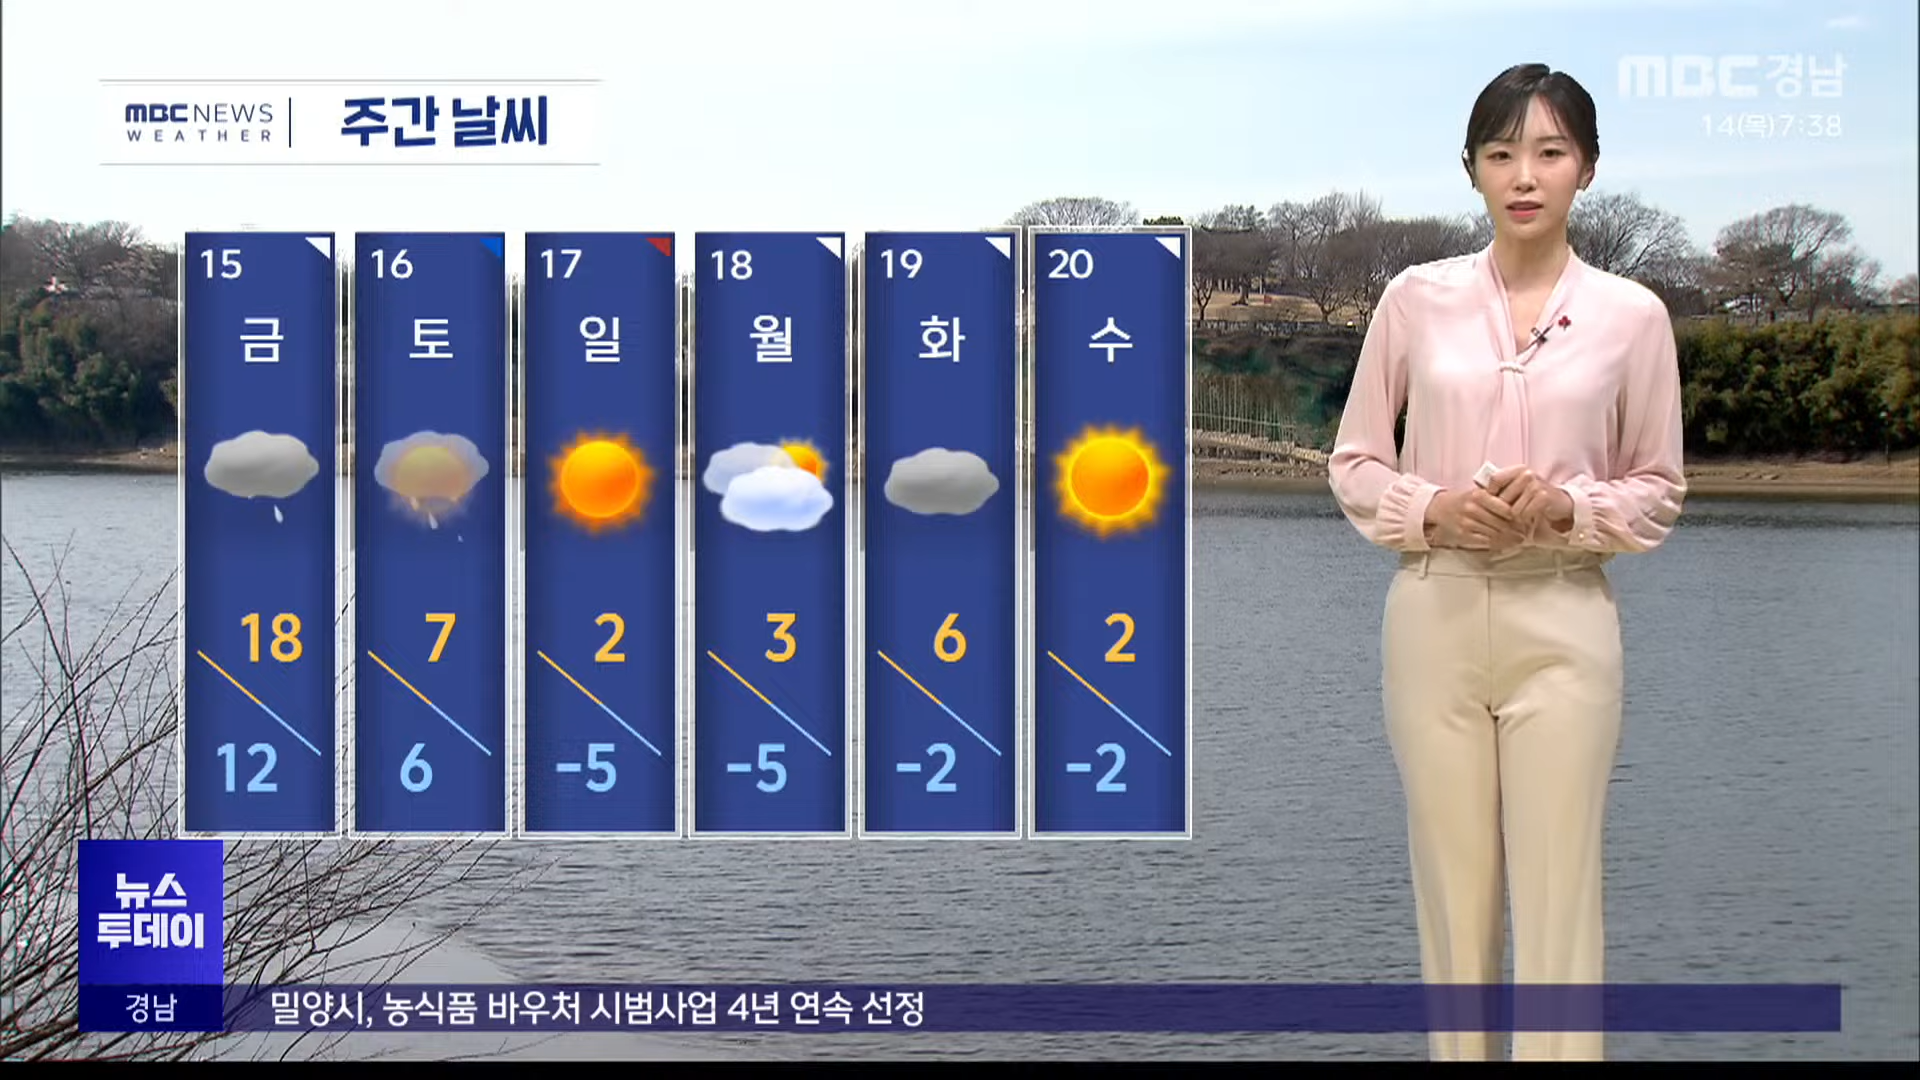 MBC NEWS
WEATHER
주간 날씨
MBC경남
14(목)7:38
15 16 17 18 19 20
금 토 일 월 화 수
18 7 2 3 6 2
12 6 -5 -5 -2 -2
뉴스
투데이
경남
밀양시, 농식품 바우처 시범사업 4년 연속 선정